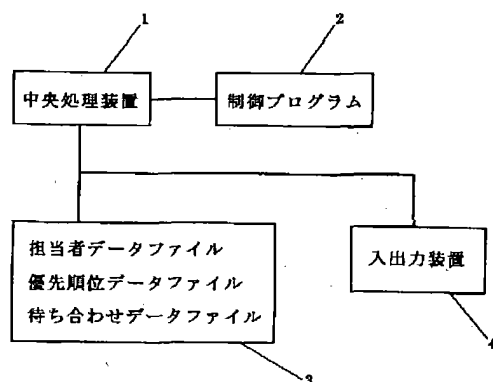 1
2
中央処理装置
制御プログラム
担当者データファイル
優先順位データファイル
待ち合わせデータファイル
入出力装置
3
4